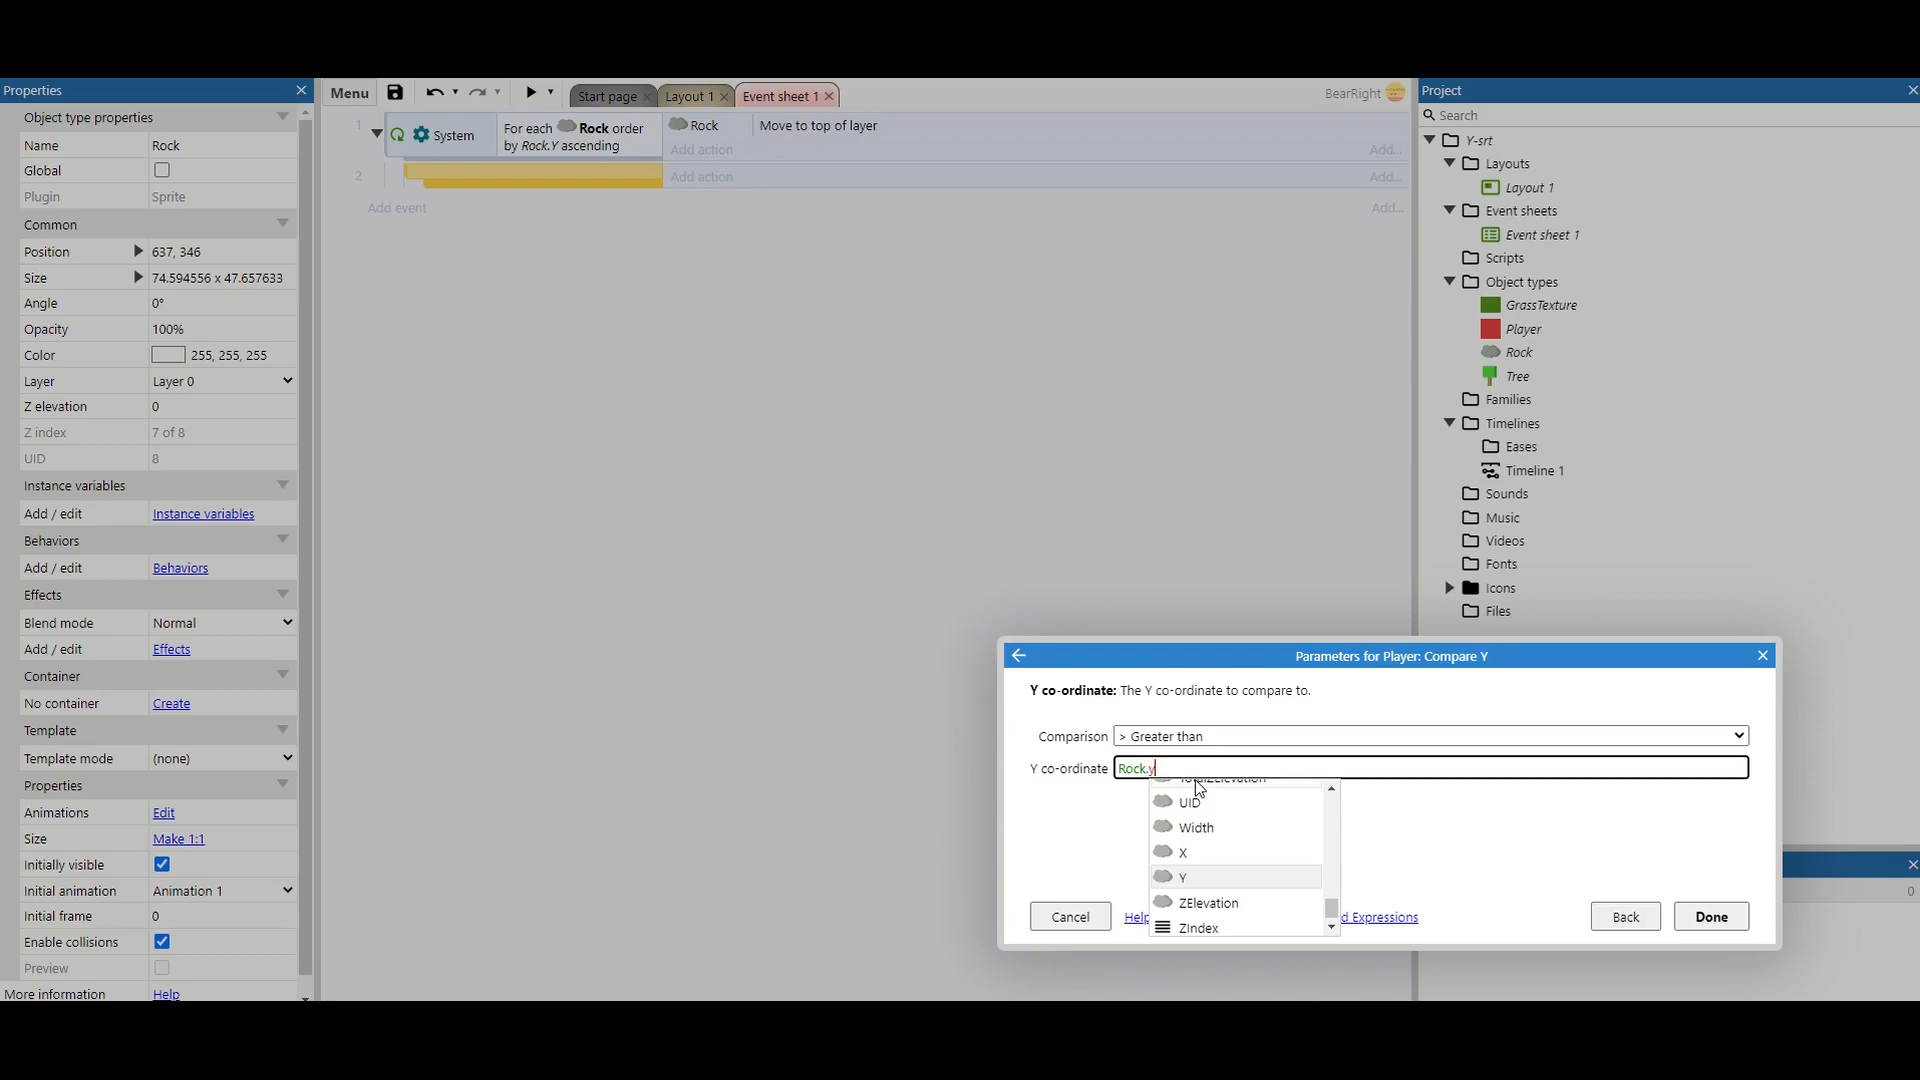 Properties
Object type properties
Name Rock
Global
Plugin Sprite
Common
Position 637, 346
Size 74.594556 x 47.657633
Angle 0°
Opacity 100%
Color 255, 255, 255
Layer Layer 0
Z elevation 0
Z index 7 of 8
UID 8
Instance variables
Add / edit Instance variables
Behaviors
Add / edit Behaviors
Effects
Blend mode Normal
Add / edit Effects
Container
No container Create
Template
Template mode (none)
Properties
Animations Edit
Size Make 1:1
Initially visible
Initial animation Animation 1
Initial frame 0
Enable collisions
Preview
More information Help
Menu Start page Layout 1 Event sheet 1 BearRight
1 System For each Rock order by Rock.Y ascending
Rock Move to top of layer
Add action Add...
2 Add action Add...
Add event Add...
Project
Search
Y-srt
Layouts
Layout 1
Event sheets
Event sheet 1
Scripts
Object types
GrassTexture
Player
Rock
Tree
Families
Timelines
Eases
Timeline 1
Sounds
Music
Videos
Fonts
Icons
Files
Parameters for Player: Compare Y
Y co-ordinate: The Y co-ordinate to compare to.
Comparison > Greater than
Y co-ordinate Rock.y
UID
Width
X
Y
ZElevation
ZIndex
Cancel Help d Expressions Back Done
0